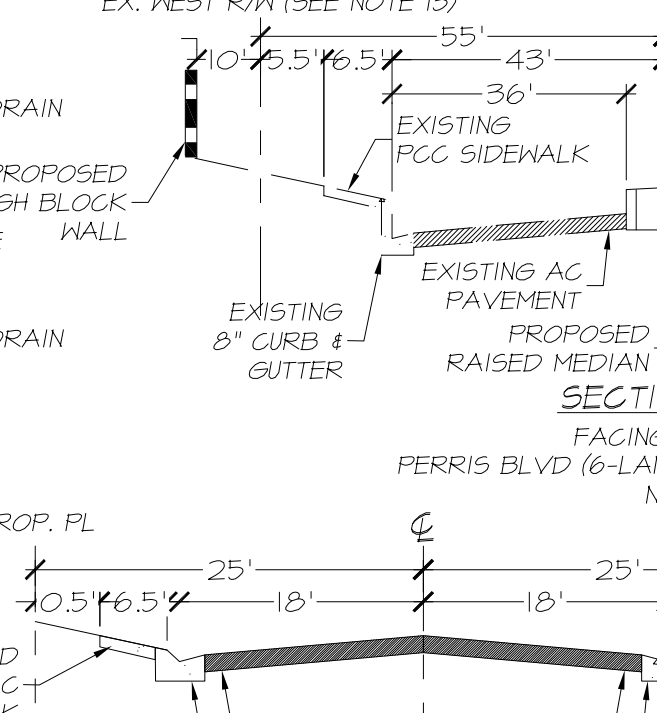 EX. WEST R/W (SEE NOTE 15)
55'
10' 5.5' 6.5' 43'
36'
EXISTING
PCC SIDEWALK
RAIN
ROPOSED
GH BLOCK
WALL
EXISTING AC
PAVEMENT
EXISTING
8" CURB &
GUTTER
RAIN
PROPOSED
RAISED MEDIAN
SECTI
FACING
PERRIS BLVD (6-LA
ROP. PL
25' 25'
0.5' 6.5' 18' 18'
D
C